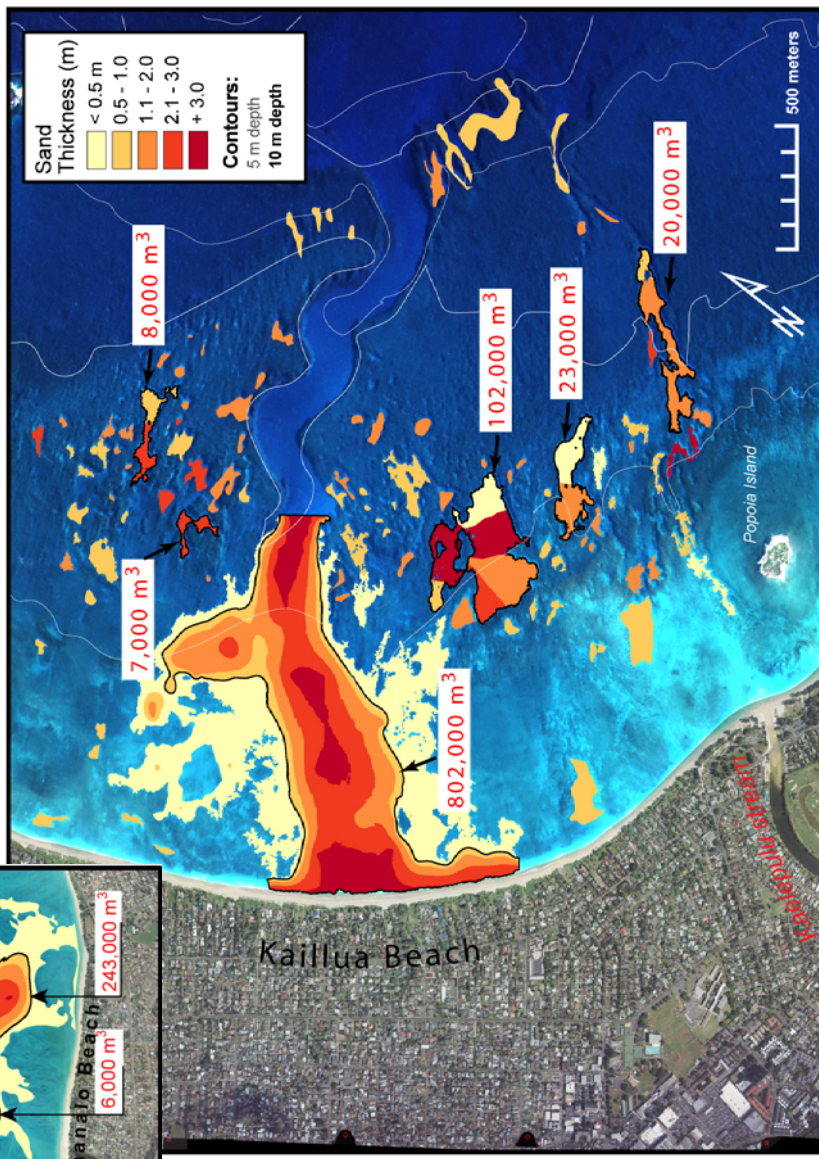 Sand
Thickness (m)
< 0.5 m
0.5 - 1.0
1.1 - 2.0
2.1 - 3.0
+ 3.0
Contours:
5 m depth
10 m depth
8,000 m³
7,000 m³
102,000 m³
23,000 m³
20,000 m³
802,000 m³
500 meters
N
Popoia Island
Kaelepulu stream
Kaillua Beach
243,000 m³
6,000 m³
analo Beach